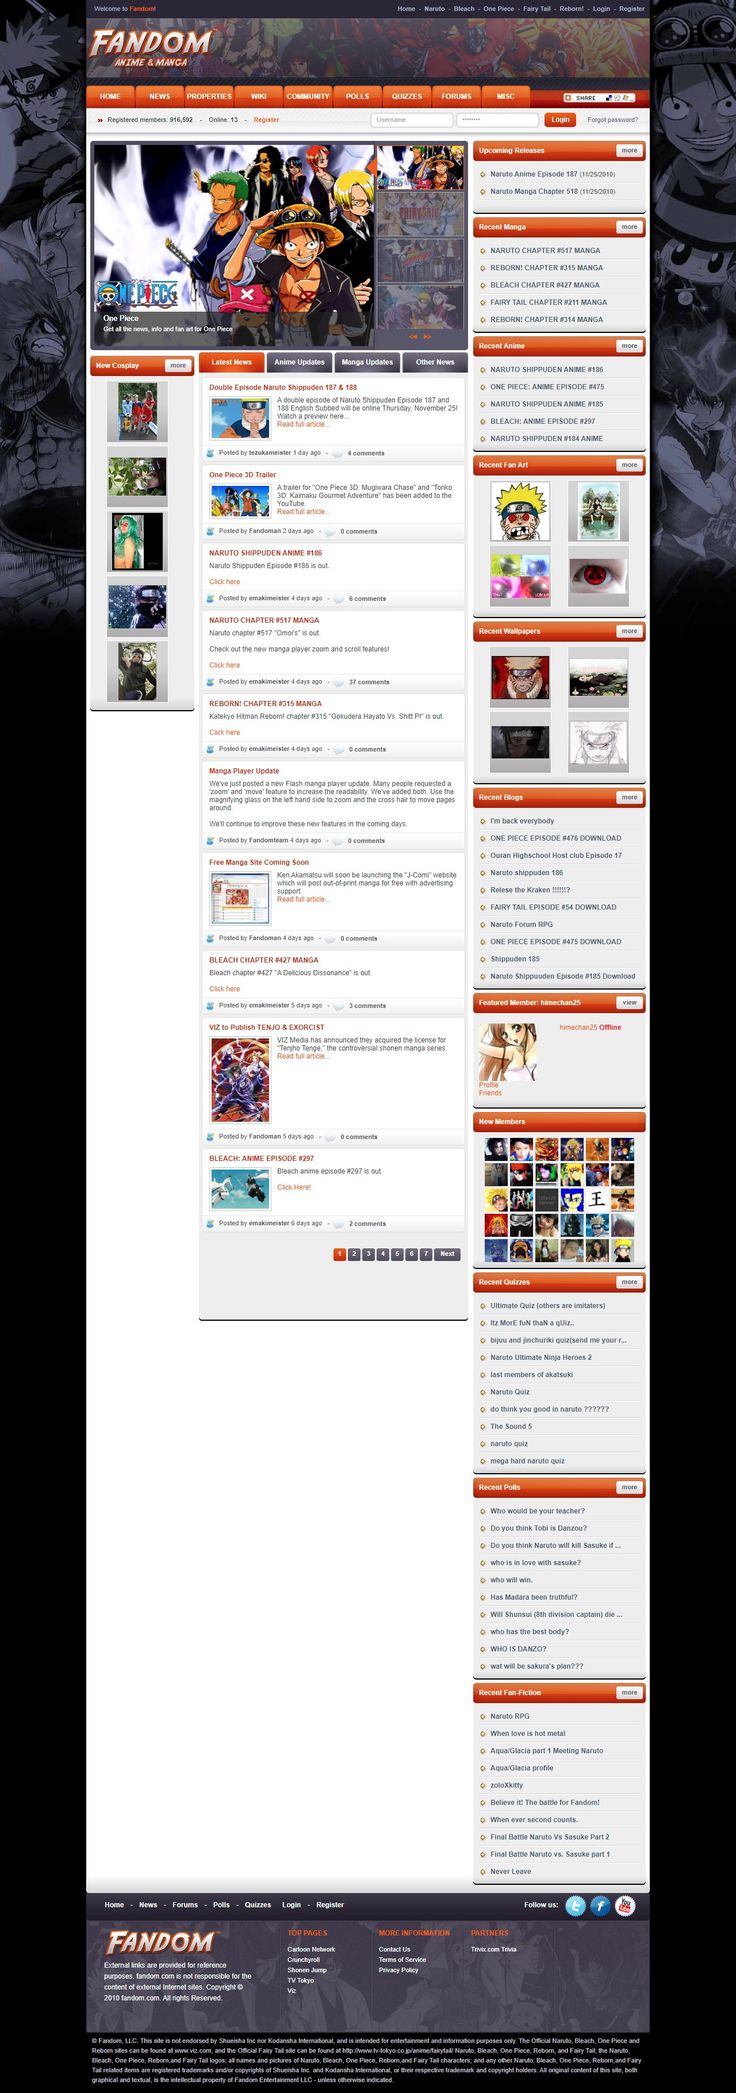 Welcome to Fandom!
Home - Naruto - Bleach - One Piece - Fairy Tail - Reborn! - Login - Register
FANDOM
ANIME & MANGA
HOME NEWS PROPERTIES WIKI COMMUNITY POLLS QUIZZES FORUMS MISC
SHARE
Registered members: 916,592 - Online: 13 - Register
Username
Login
Forgot password?
ONE PIECE
One Piece
Get all the news, info and fan art for One Piece
New Cosplay
more
Latest News
Anime Updates
Manga Updates
Other News
Double Episode Naruto Shippuden 187 & 188
A double episode of Naruto Shippuden Episode 187 and
188 English Subbed will be online Thursday, November 25!
Watch a preview here...
Read full article...
Posted by tezukameister 1 day ago - 4 comments
One Piece 3D Trailer
A trailer for "One Piece 3D: Mugiwara Chase" and "Toriko
3D: Kaimaku Gourmet Adventure" has been added to the
YouTube.
Read full article...
Posted by Fandoman 2 days ago - 0 comments
NARUTO SHIPPUDEN ANIME #186
Naruto Shippuden Episode #186 is out.
Click here
Posted by emakimeister 4 days ago - 6 comments
NARUTO CHAPTER #517 MANGA
Naruto chapter #517 "Omoi's" is out.
Check out the new manga player zoom and scroll features!
Click here
Posted by emakimeister 4 days ago - 37 comments
REBORN! CHAPTER #315 MANGA
Katekyo Hitman Reborn! chapter #315 "Gokudera Hayato Vs. Shitt P!" is out.
Click here
Posted by emakimeister 4 days ago - 0 comments
Manga Player Update
We've just posted a new Flash manga player update. Many people requested a
'zoom' and 'move' feature to increase the readability. We've added both. Use the
magnifying glass on the left hand side to zoom and the cross hair to move pages
around.
We'll continue to improve these new features in the coming days.
Posted by Fandomteam 4 days ago - 0 comments
Free Manga Site Coming Soon
Ken Akamatsu will soon be launching the "J-Comi" website
which will post out-of-print manga for free with advertising
support.
Read full article...
Posted by Fandoman 4 days ago - 0 comments
BLEACH CHAPTER #427 MANGA
Bleach chapter #427 "A Delicious Dissonance" is out.
Click here
Posted by emakimeister 5 days ago - 3 comments
VIZ to Publish TENJO & EXORCIST
VIZ Media has announced they acquired the license for
"Tenjho Tenge," the controversial shonen manga series.
Read full article...
Posted by Fandoman 5 days ago - 0 comments
BLEACH: ANIME EPISODE #297
Bleach anime episode #297 is out.
Click Here!
Posted by emakimeister 6 days ago - 2 comments
1 2 3 4 5 6 7 Next
Upcoming Releases
more
Naruto Anime Episode 187 (11/25/2010)
Naruto Manga Chapter 518 (11/25/2010)
Recent Manga
more
NARUTO CHAPTER #517 MANGA
REBORN! CHAPTER #315 MANGA
BLEACH CHAPTER #427 MANGA
FAIRY TAIL CHAPTER #211 MANGA
REBORN! CHAPTER #314 MANGA
Recent Anime
more
NARUTO SHIPPUDEN ANIME #186
ONE PIECE: ANIME EPISODE #475
NARUTO SHIPPUDEN ANIME #185
BLEACH: ANIME EPISODE #297
NARUTO SHIPPUDEN #184 ANIME
Recent Fan Art
more
Recent Wallpapers
more
Recent Blogs
more
I'm back everybody
ONE PIECE EPISODE #476 DOWNLOAD
Ouran Highschool Host club Episode 17
Naruto shippuden 186
Relese the Kraken !!!!!!?
FAIRY TAIL EPISODE #54 DOWNLOAD
Naruto Forum RPG
ONE PIECE EPISODE #475 DOWNLOAD
Shippuden 185
Naruto Shippuuden Episode #185 Download
Featured Member: himechan25
view
himechan25 Offline
Profile
Friends
New Members
王
Recent Quizzes
more
Ultimate Quiz (others are imitaters)
Itz MorE fuN thaN a qUiz..
bijuu and jinchuriki quiz(send me your r...
Naruto Ultimate Ninja Heroes 2
last members of akatsuki
Naruto Quiz
do think you good in naruto ??????
The Sound 5
naruto quiz
mega hard naruto quiz
Recent Polls
more
Who would be your teacher?
Do you think Tobi is Danzou?
Do you think Naruto will kill Sasuke if ...
who is in love with sasuke?
who will win.
Has Madara been truthful?
Will Shunsui (8th division captain) die ...
who has the best body?
WHO IS DANZO?
wat will be sakura's plan???
Recent Fan-Fiction
more
Naruto RPG
When love is hot metal
Aqua/Glacia part 1 Meeting Naruto
Aqua/Glacia profile
zoloXkitty
Believe it! The battle for Fandom!
When ever second counts.
Final Battle Naruto Vs Sasuke Part 2
Final Battle Naruto vs. Sasuke part 1
Never Leave
Home - News - Forums - Polls - Quizzes Login - Register
Follow us:
FANDOM
External links are provided for reference
purposes. fandom.com is not responsible for the
content of external Internet sites. Copyright ©
2010 fandom.com. All rights Reserved.
TOP PAGES
Cartoon Network
Crunchyroll
Shonen Jump
TV Tokyo
Viz
MORE INFORMATION
Contact Us
Terms of Service
Privacy Policy
PARTNERS
Trivix.com Trivia
© Fandom, LLC. This site is not endorsed by Shueisha Inc nor Kodansha International, and is intended for entertainment and information purposes only. The Official Naruto, Bleach, One Piece and
Reborn sites can be found at www.viz.com, and the Official Fairy Tail site can be found at http://www.tv-tokyo.co.jp/anime/fairytail/ Naruto, Bleach, One Piece, Reborn, and Fairy Tail; the Naruto,
Bleach, One Piece, Reborn,and Fairy Tail logos; all names and pictures of Naruto, Bleach, One Piece, Reborn,and Fairy Tail characters; and any other Naruto, Bleach, One Piece, Reborn,and Fairy
Tail related items are registered trademarks and/or copyrights of Shueisha Inc. and Kodansha International, or their respective trademark and copyright holders. All original content of this site, both
graphical and textual, is the intellectual property of Fandom Entertainment LLC - unless otherwise indicated.